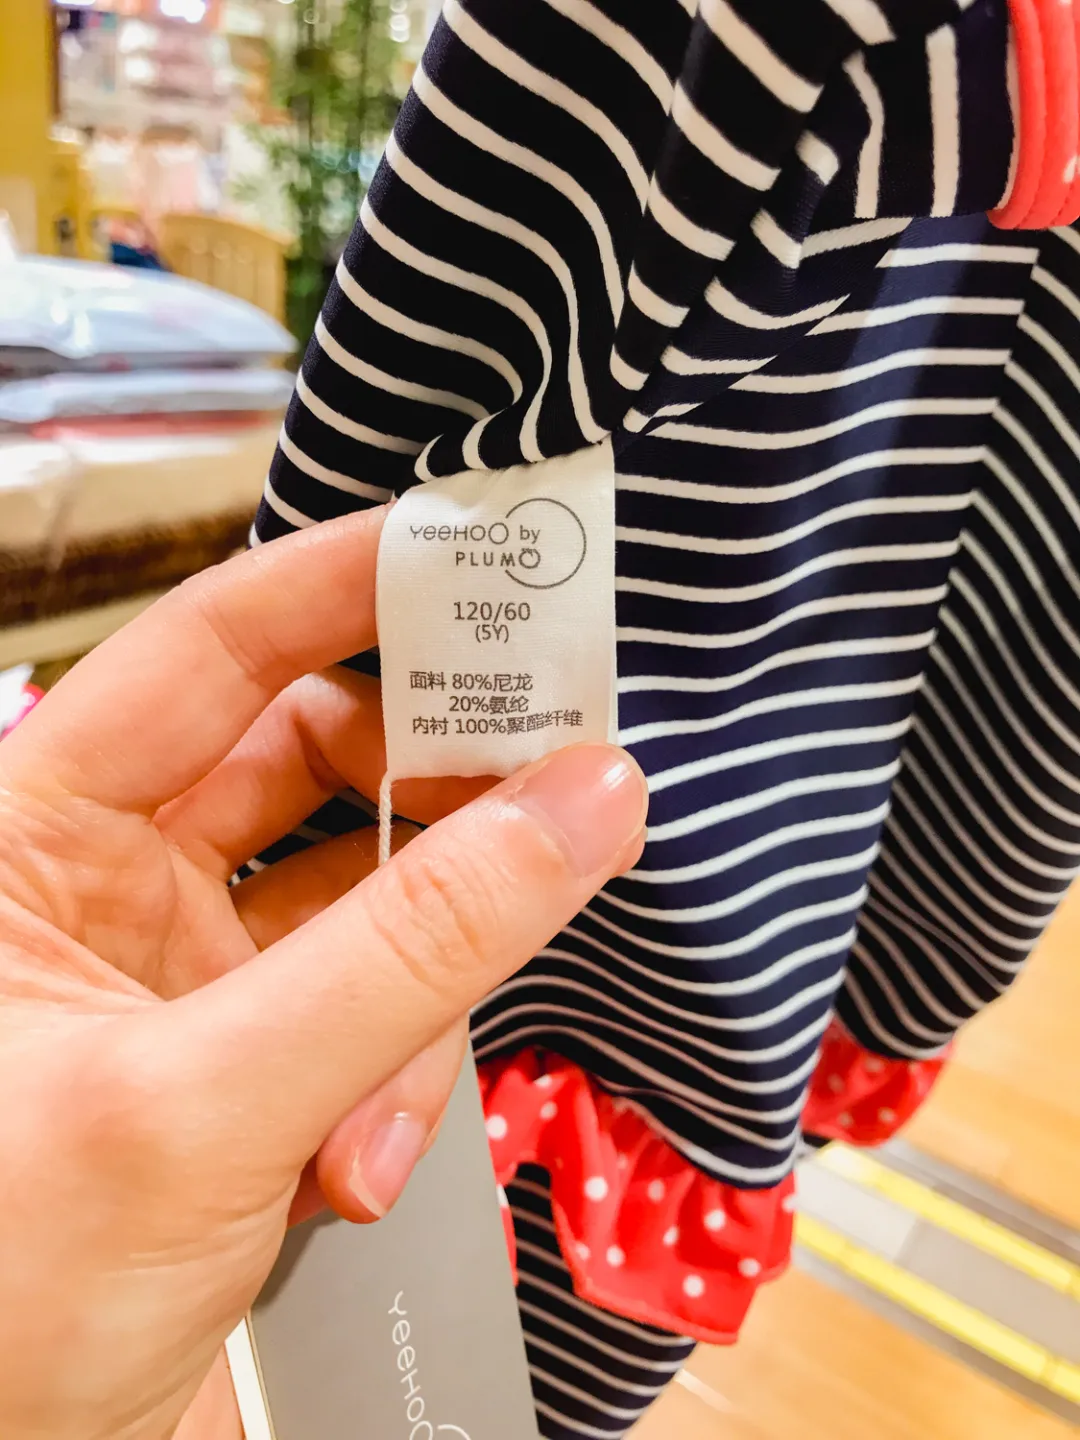 YeeHOO by
PLUMO
120/60
(5Y)
面料 80%尼龙
20%氨纶
内衬 100%聚酯纤维
YeeHOO